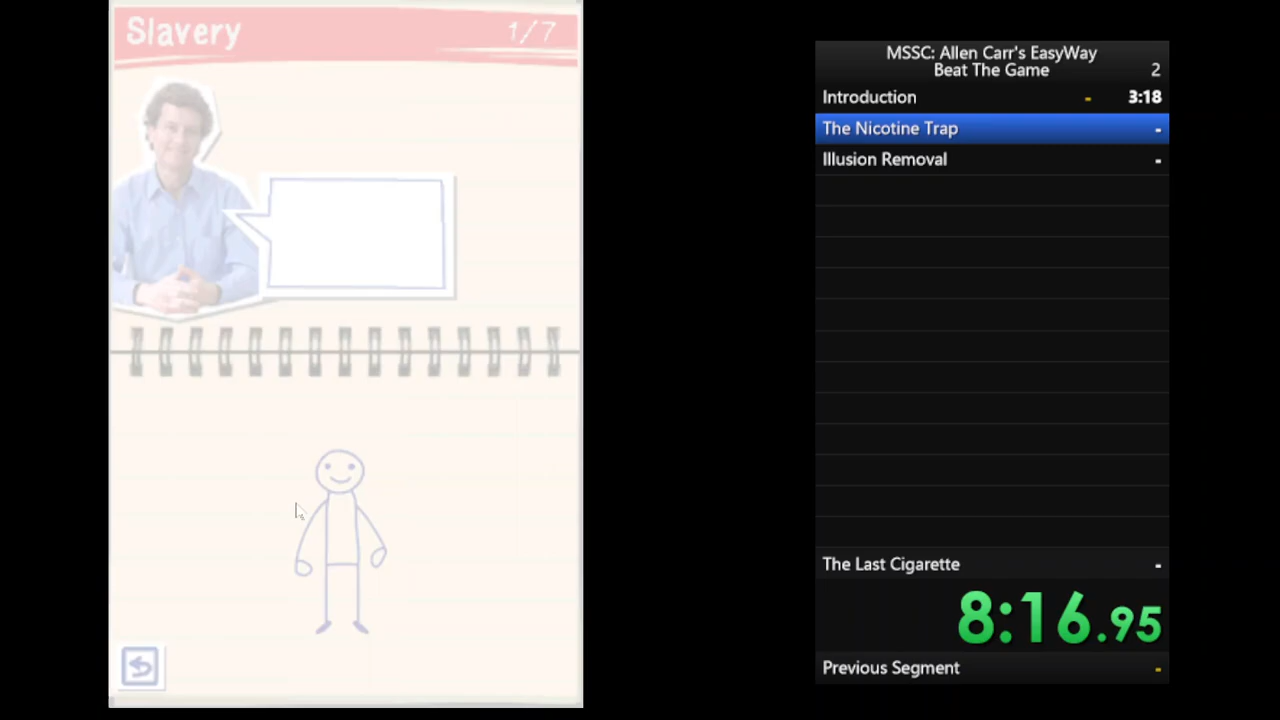 Slavery 1/7
MSSC: Allen Carr's EasyWay
Beat The Game 2
Introduction - 3:18
The Nicotine Trap -
Illusion Removal -
The Last Cigarette -
8:16.95
Previous Segment -